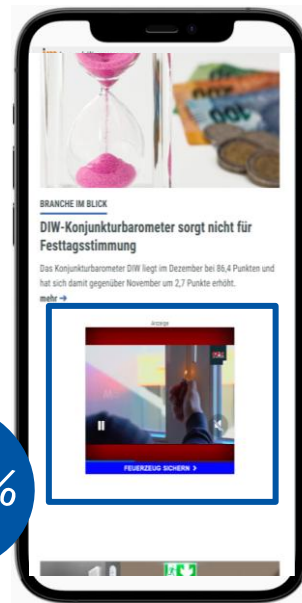 BRANCHE IM BLICK
DIW-Konjunkturbarometer sorgt nicht für
Festtagsstimmung
Das Konjunkturbarometer DIW liegt im Dezember bei 86,4 Punkten und
hat sich damit gegenüber November um 2,7 Punkte erhöht.
mehr →
Anzeige
FEUERZEUG SICHERN >
%